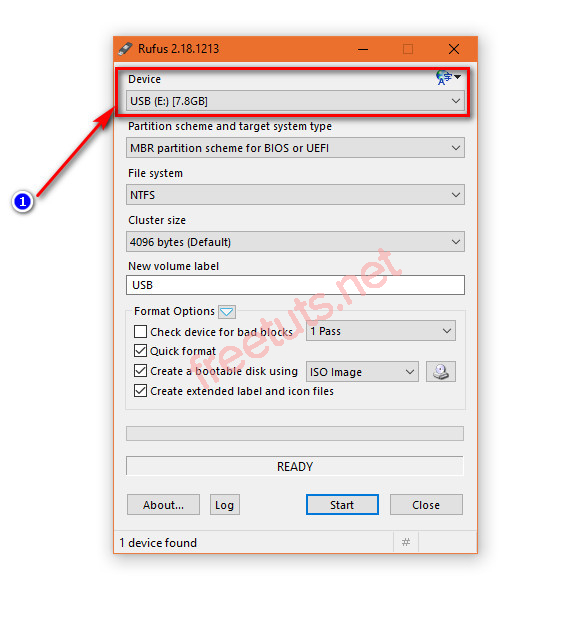 Rufus 2.18.1213
Device
USB (E:) [7.8GB]
1
Partition scheme and target system type
MBR partition scheme for BIOS or UEFI
File system
NTFS
Cluster size
4096 bytes (Default)
New volume label
USB
Format Options
Check device for bad blocks 1 Pass
Quick format
Create a bootable disk using ISO Image
Create extended label and icon files
freetuts.net
READY
About... Log Start Close
1 device found #